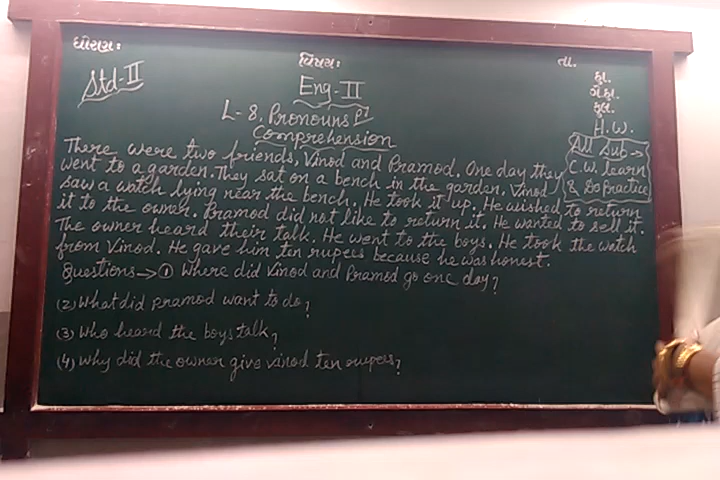 ધોરણઃ
વિષયઃ
તા.
Std-II
Eng-II
હા.
ગે.હા.
કુલ.
L-8. Pronouns P1
Comprehension
H.W.
All Sub→
C.W. learn
& Do Practice
There were two friends, Vinod and Pramod. One day they
went to a garden. They sat on a bench in the garden. Vinod
saw a watch lying near the bench. He took it up. He wished to return
it to the owner. Pramod did not like to return it. He wanted to sell it.
The owner heard their talk. He went to the boys. He took the watch
from Vinod. He gave him ten rupees because he was honest.
Questions→① Where did Vinod and Pramod go one day?
(2) What did Pramod want to do?
(3) Who heard the boys talk?
(4) Why did the owner give Vinod ten rupees?